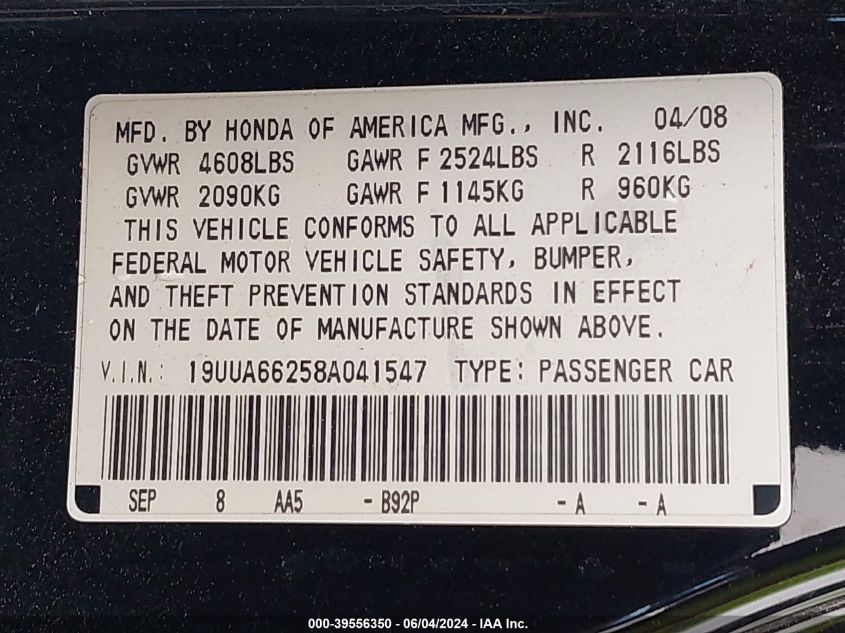 MFD. BY HONDA OF AMERICA MFG., INC. 04/08
GVWR 4608LBS GAWR F 2524LBS R 2116LBS
GVWR 2090KG GAWR F 1145KG R 960KG
THIS VEHICLE CONFORMS TO ALL APPLICABLE
FEDERAL MOTOR VEHICLE SAFETY, BUMPER,
AND THEFT PREVENTION STANDARDS IN EFFECT
ON THE DATE OF MANUFACTURE SHOWN ABOVE.
V.I.N.: 19UUA66258A041547 TYPE: PASSENGER CAR
SEP 8 AA5 - B92P - A - A
000-39556350 - 06/04/2024 - IAA Inc.